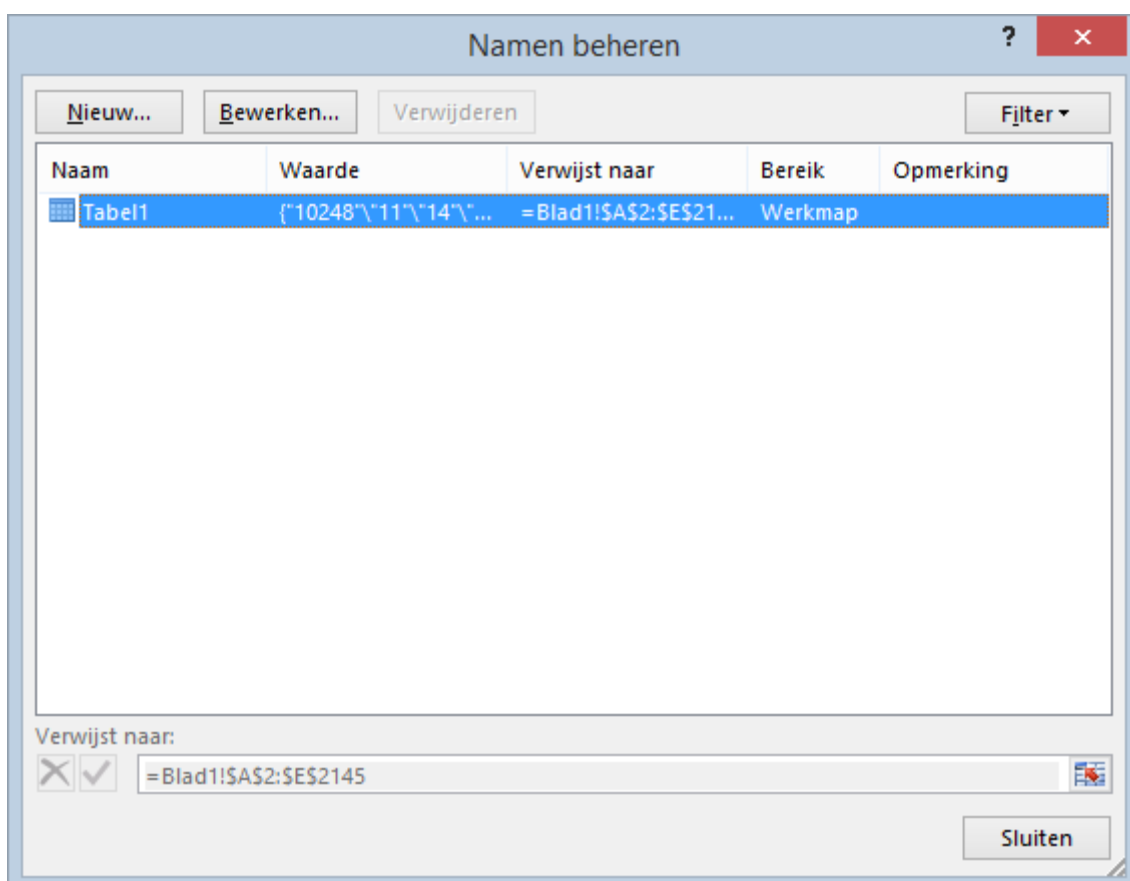 Namen beheren
Nieuw... Bewerken... Verwijderen Filter
Naam Waarde Verwijst naar Bereik Opmerking
Tabel1 {"10248"\"11"\"14"\"... =Blad1!$A$2:$E$21... Werkmap
Verwijst naar:
=Blad1!$A$2:$E$2145
Sluiten